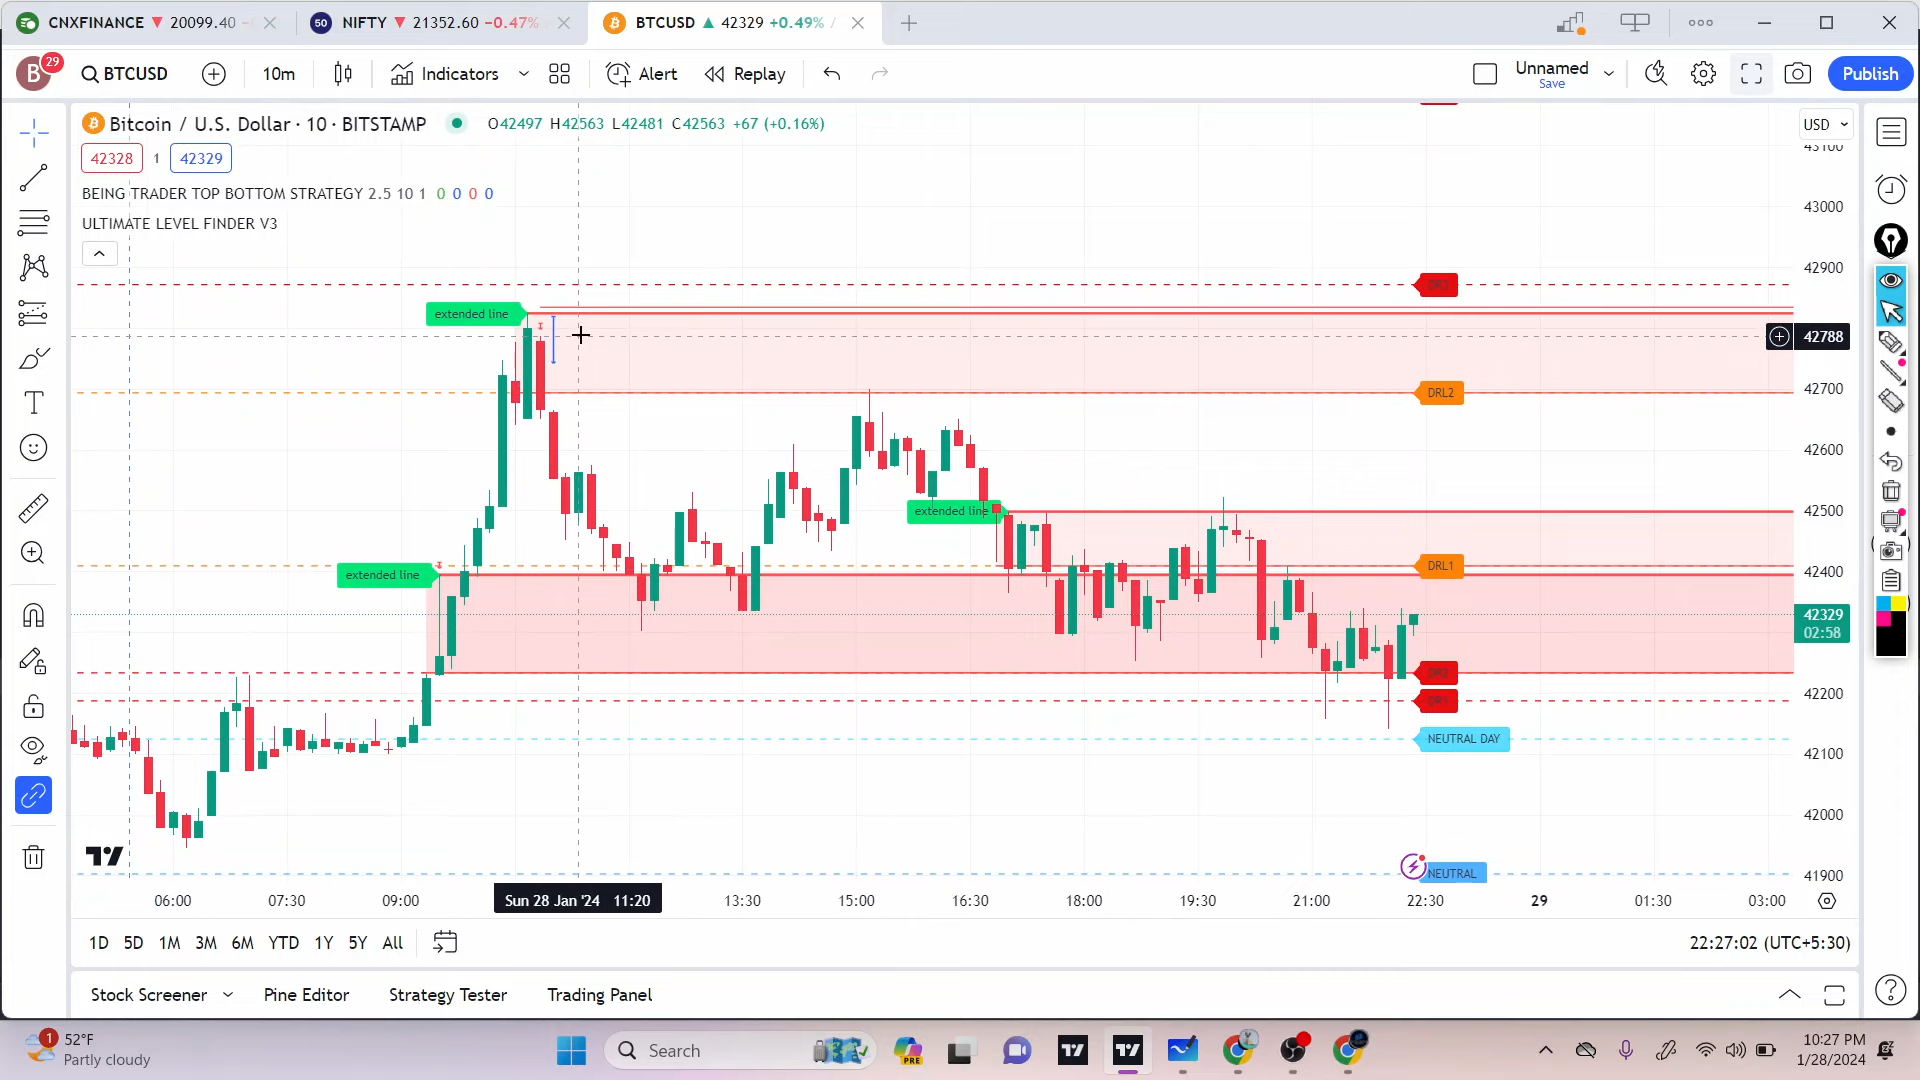 CNXFINANCE ▼ 20099.40
50 NIFTY ▼ 21352.60 −0.47%
BTCUSD ▲ 42329 +0.49% /
B 29
BTCUSD
10m
Indicators
Alert
Replay
Unnamed
Save
Publish
Bitcoin / U.S. Dollar · 10 · BITSTAMP
O42497 H42563 L42481 C42563 +67 (+0.16%)
USD
42328 1 42329
43100
BEING TRADER TOP BOTTOM STRATEGY 2.5 10 1 0 0 0 0
43000
ULTIMATE LEVEL FINDER V3
42900
extended line
42788
42700
DRL2
42600
extended line
42500
DRL1
42400
extended line
42329
02:58
42200
NEUTRAL DAY
42100
42000
NEUTRAL
41900
06:00 07:30 09:00 Sun 28 Jan '24 11:20 13:30 15:00 16:30 18:00 19:30 21:00 22:30 29 01:30 03:00
1D 5D 1M 3M 6M YTD 1Y 5Y All
22:27:02 (UTC+5:30)
Stock Screener Pine Editor Strategy Tester Trading Panel
1
52°F
Partly cloudy
Search
PRE
10:27 PM
1/28/2024